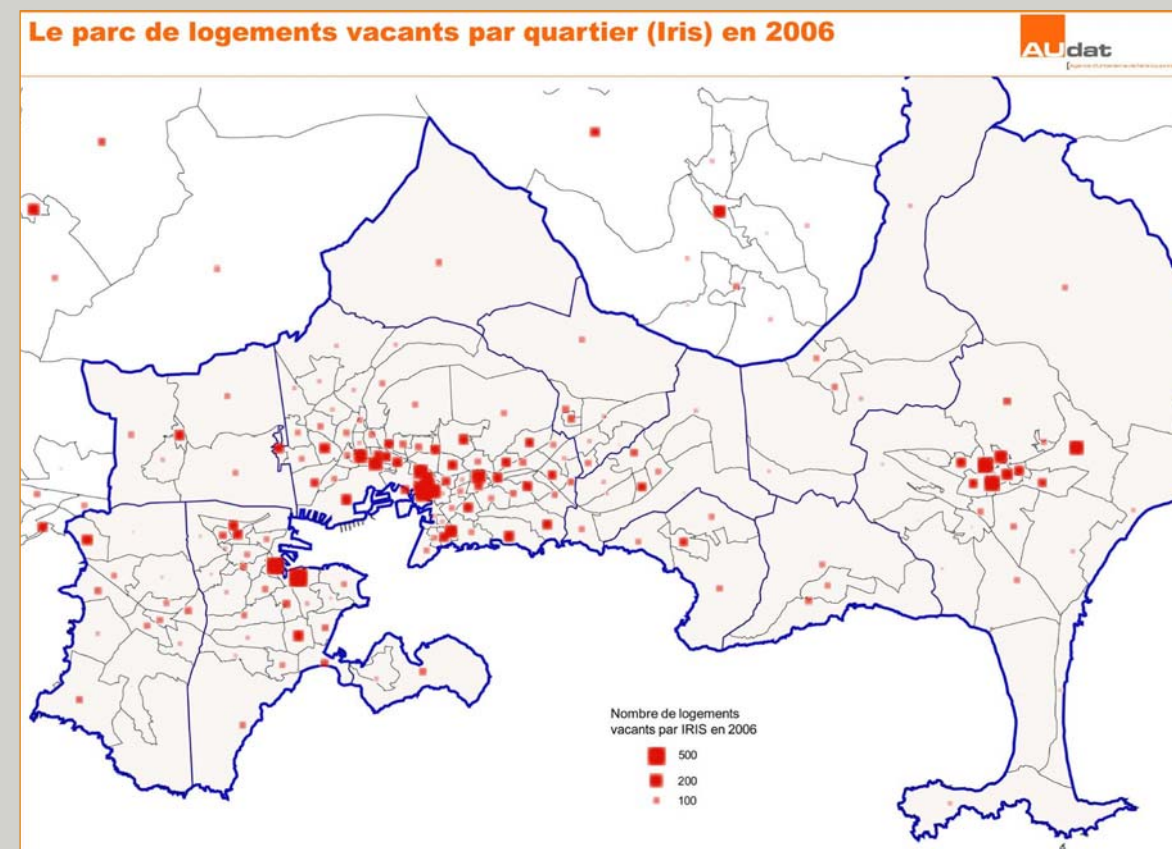 Le parc de logements vacants par quartier (Iris) en 2006
AUdat
Nombre de logements
vacants par IRIS en 2006
500
200
100
4